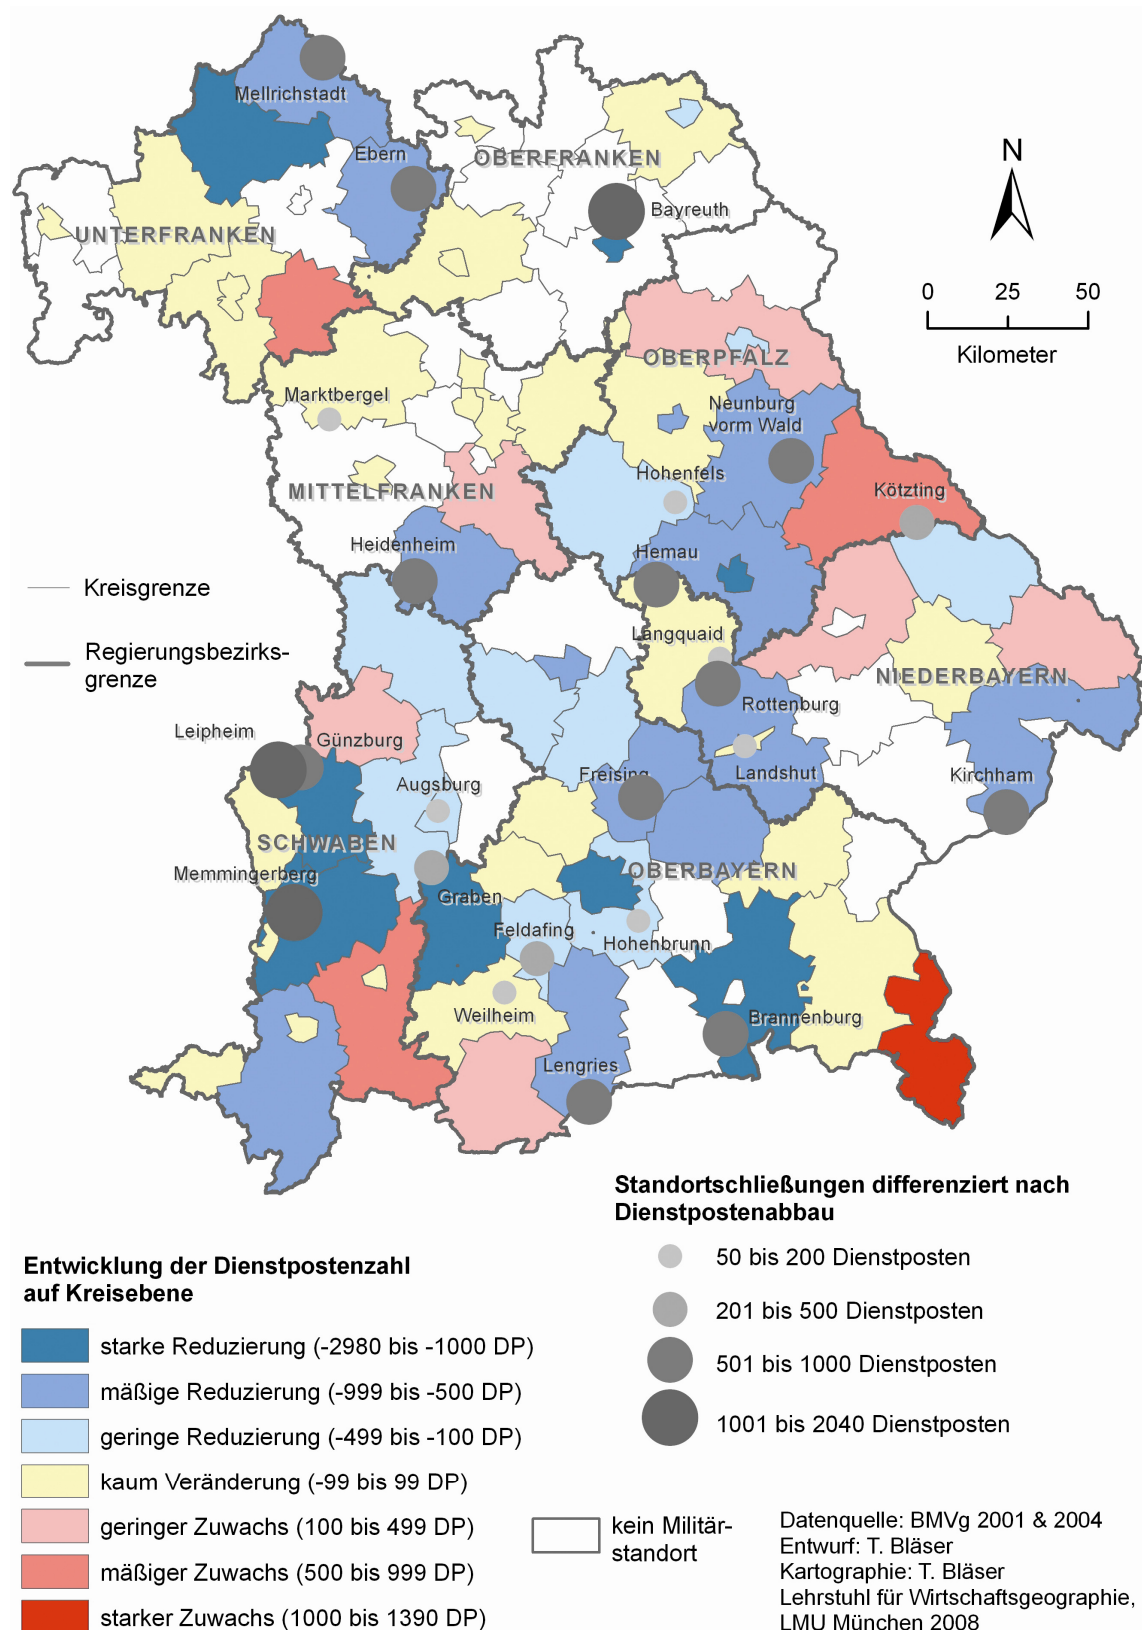 Mellrichstadt
Ebern
OBERFRANKEN
Bayreuth
UNTERFRANKEN
N
0 25 50
Kilometer
OBERPFALZ
Marktbergel
Neunburg
vorm Wald
Hohenfels
Kötzting
MITTELFRANKEN
Heidenheim
Hemau
Kreisgrenze
Langquaid
Regierungsbezirks-
grenze
NIEDERBAYERN
Rottenburg
Leipheim
Günzburg
Freising
Landshut
Kirchham
Augsburg
SCHWABEN
OBERBAYERN
Memmingerberg
Graben
Feldafing
Hohenbrunn
Weilheim
Brannenburg
Lengries
Standortschließungen differenziert nach
Dienstpostenabbau
50 bis 200 Dienstposten
201 bis 500 Dienstposten
501 bis 1000 Dienstposten
1001 bis 2040 Dienstposten
Entwicklung der Dienstpostenzahl
auf Kreisebene
starke Reduzierung (-2980 bis -1000 DP)
mäßige Reduzierung (-999 bis -500 DP)
geringe Reduzierung (-499 bis -100 DP)
kaum Veränderung (-99 bis 99 DP)
geringer Zuwachs (100 bis 499 DP)
mäßiger Zuwachs (500 bis 999 DP)
starker Zuwachs (1000 bis 1390 DP)
kein Militär-
standort
Datenquelle: BMVg 2001 & 2004
Entwurf: T. Bläser
Kartographie: T. Bläser
Lehrstuhl für Wirtschaftsgeographie,
LMU München 2008